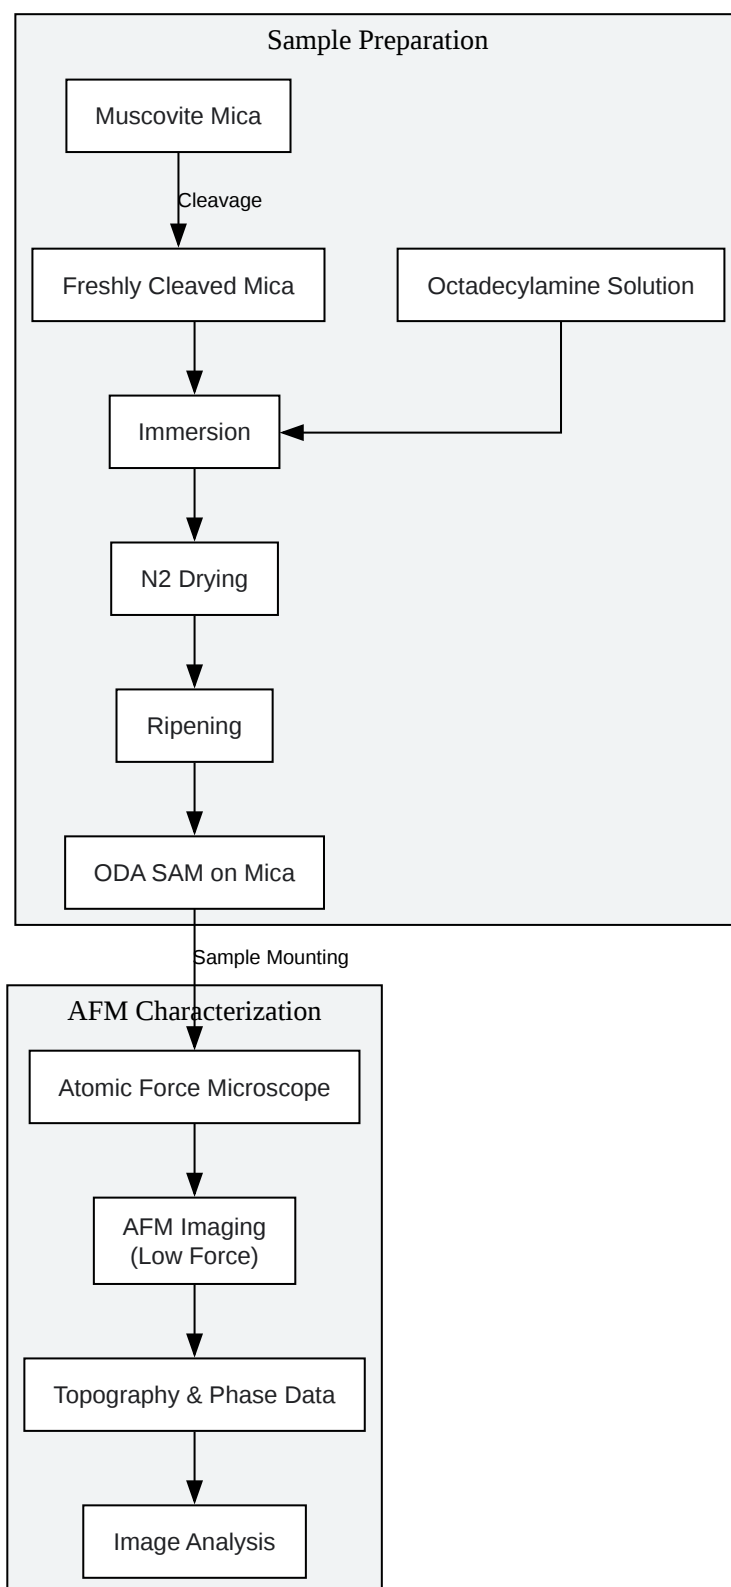 Sample Preparation
Muscovite Mica
Cleavage
Freshly Cleaved Mica
Octadecylamine Solution
Immersion
N2 Drying
Ripening
ODA SAM on Mica
Sample Mounting
AFM Characterization
Atomic Force Microscope
AFM Imaging
(Low Force)
Topography & Phase Data
Image Analysis